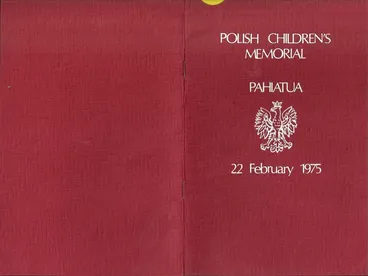 POLISH CHILDREN'S
MEMORIAL
PAHIATUA
22 February 1975